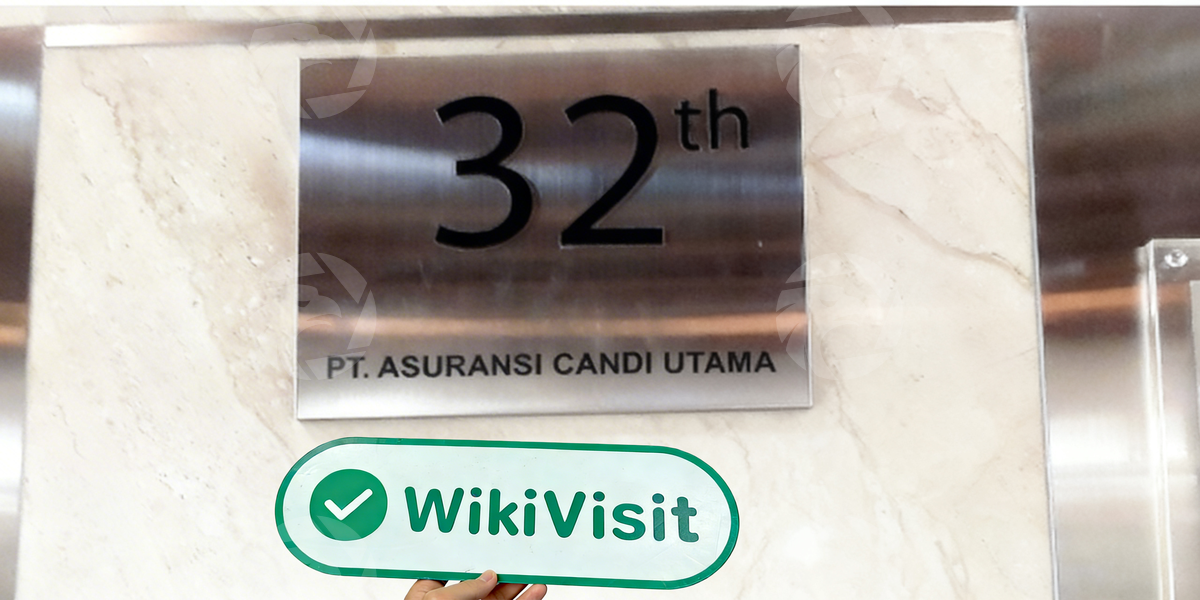 32th
PT. ASURANSI CANDI UTAMA
WikiVisit